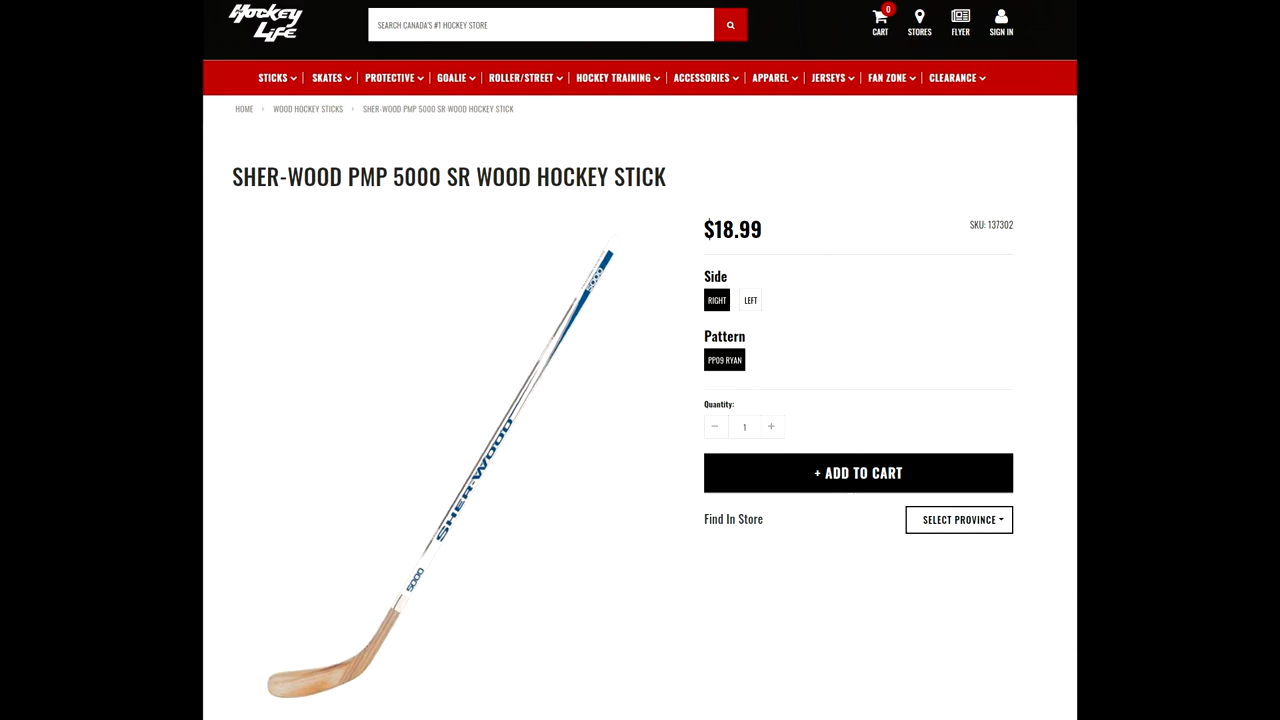 Hockey
Life
SEARCH CANADA'S #1 HOCKEY STORE
0
CART
STORES
FLYER
SIGN IN
STICKS
SKATES
PROTECTIVE
GOALIE
ROLLER/STREET
HOCKEY TRAINING
ACCESSORIES
APPAREL
JERSEYS
FAN ZONE
CLEARANCE
HOME › WOOD HOCKEY STICKS › SHER-WOOD PMP 5000 SR WOOD HOCKEY STICK
SHER-WOOD PMP 5000 SR WOOD HOCKEY STICK
$18.99
SKU: 137302
Side
RIGHT
LEFT
Pattern
PP09 RYAN
Quantity:
− 1 +
+ ADD TO CART
Find In Store
SELECT PROVINCE
5000
SHER-WOOD
5000